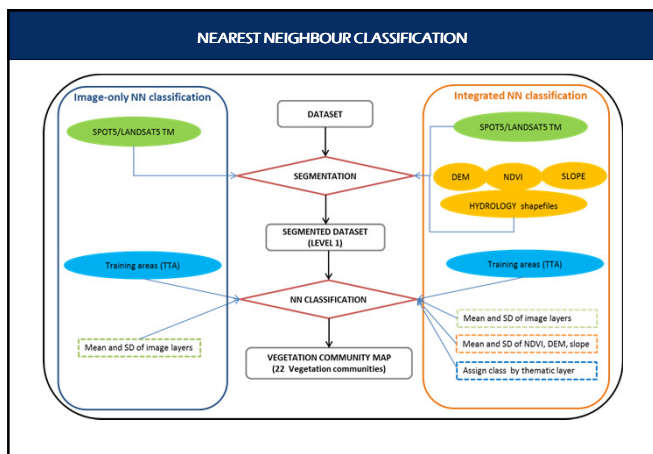 NEAREST NEIGHBOUR CLASSIFICATION
Image-only NN classification
SPOT5/LANDSAT5 TM
Training areas (TTA)
Mean and SD of image layers
DATASET
SEGMENTATION
SEGMENTED DATASET
(LEVEL 1)
NN CLASSIFICATION
VEGETATION COMMUNITY MAP
(22 Vegetation communities)
Integrated NN classification
SPOT5/LANDSAT5 TM
DEM
NDVI
SLOPE
HYDROLOGY shapefiles
Training areas (TTA)
Mean and SD of image layers
Mean and SD of NDVI, DEM, slope
Assign class by thematic layer